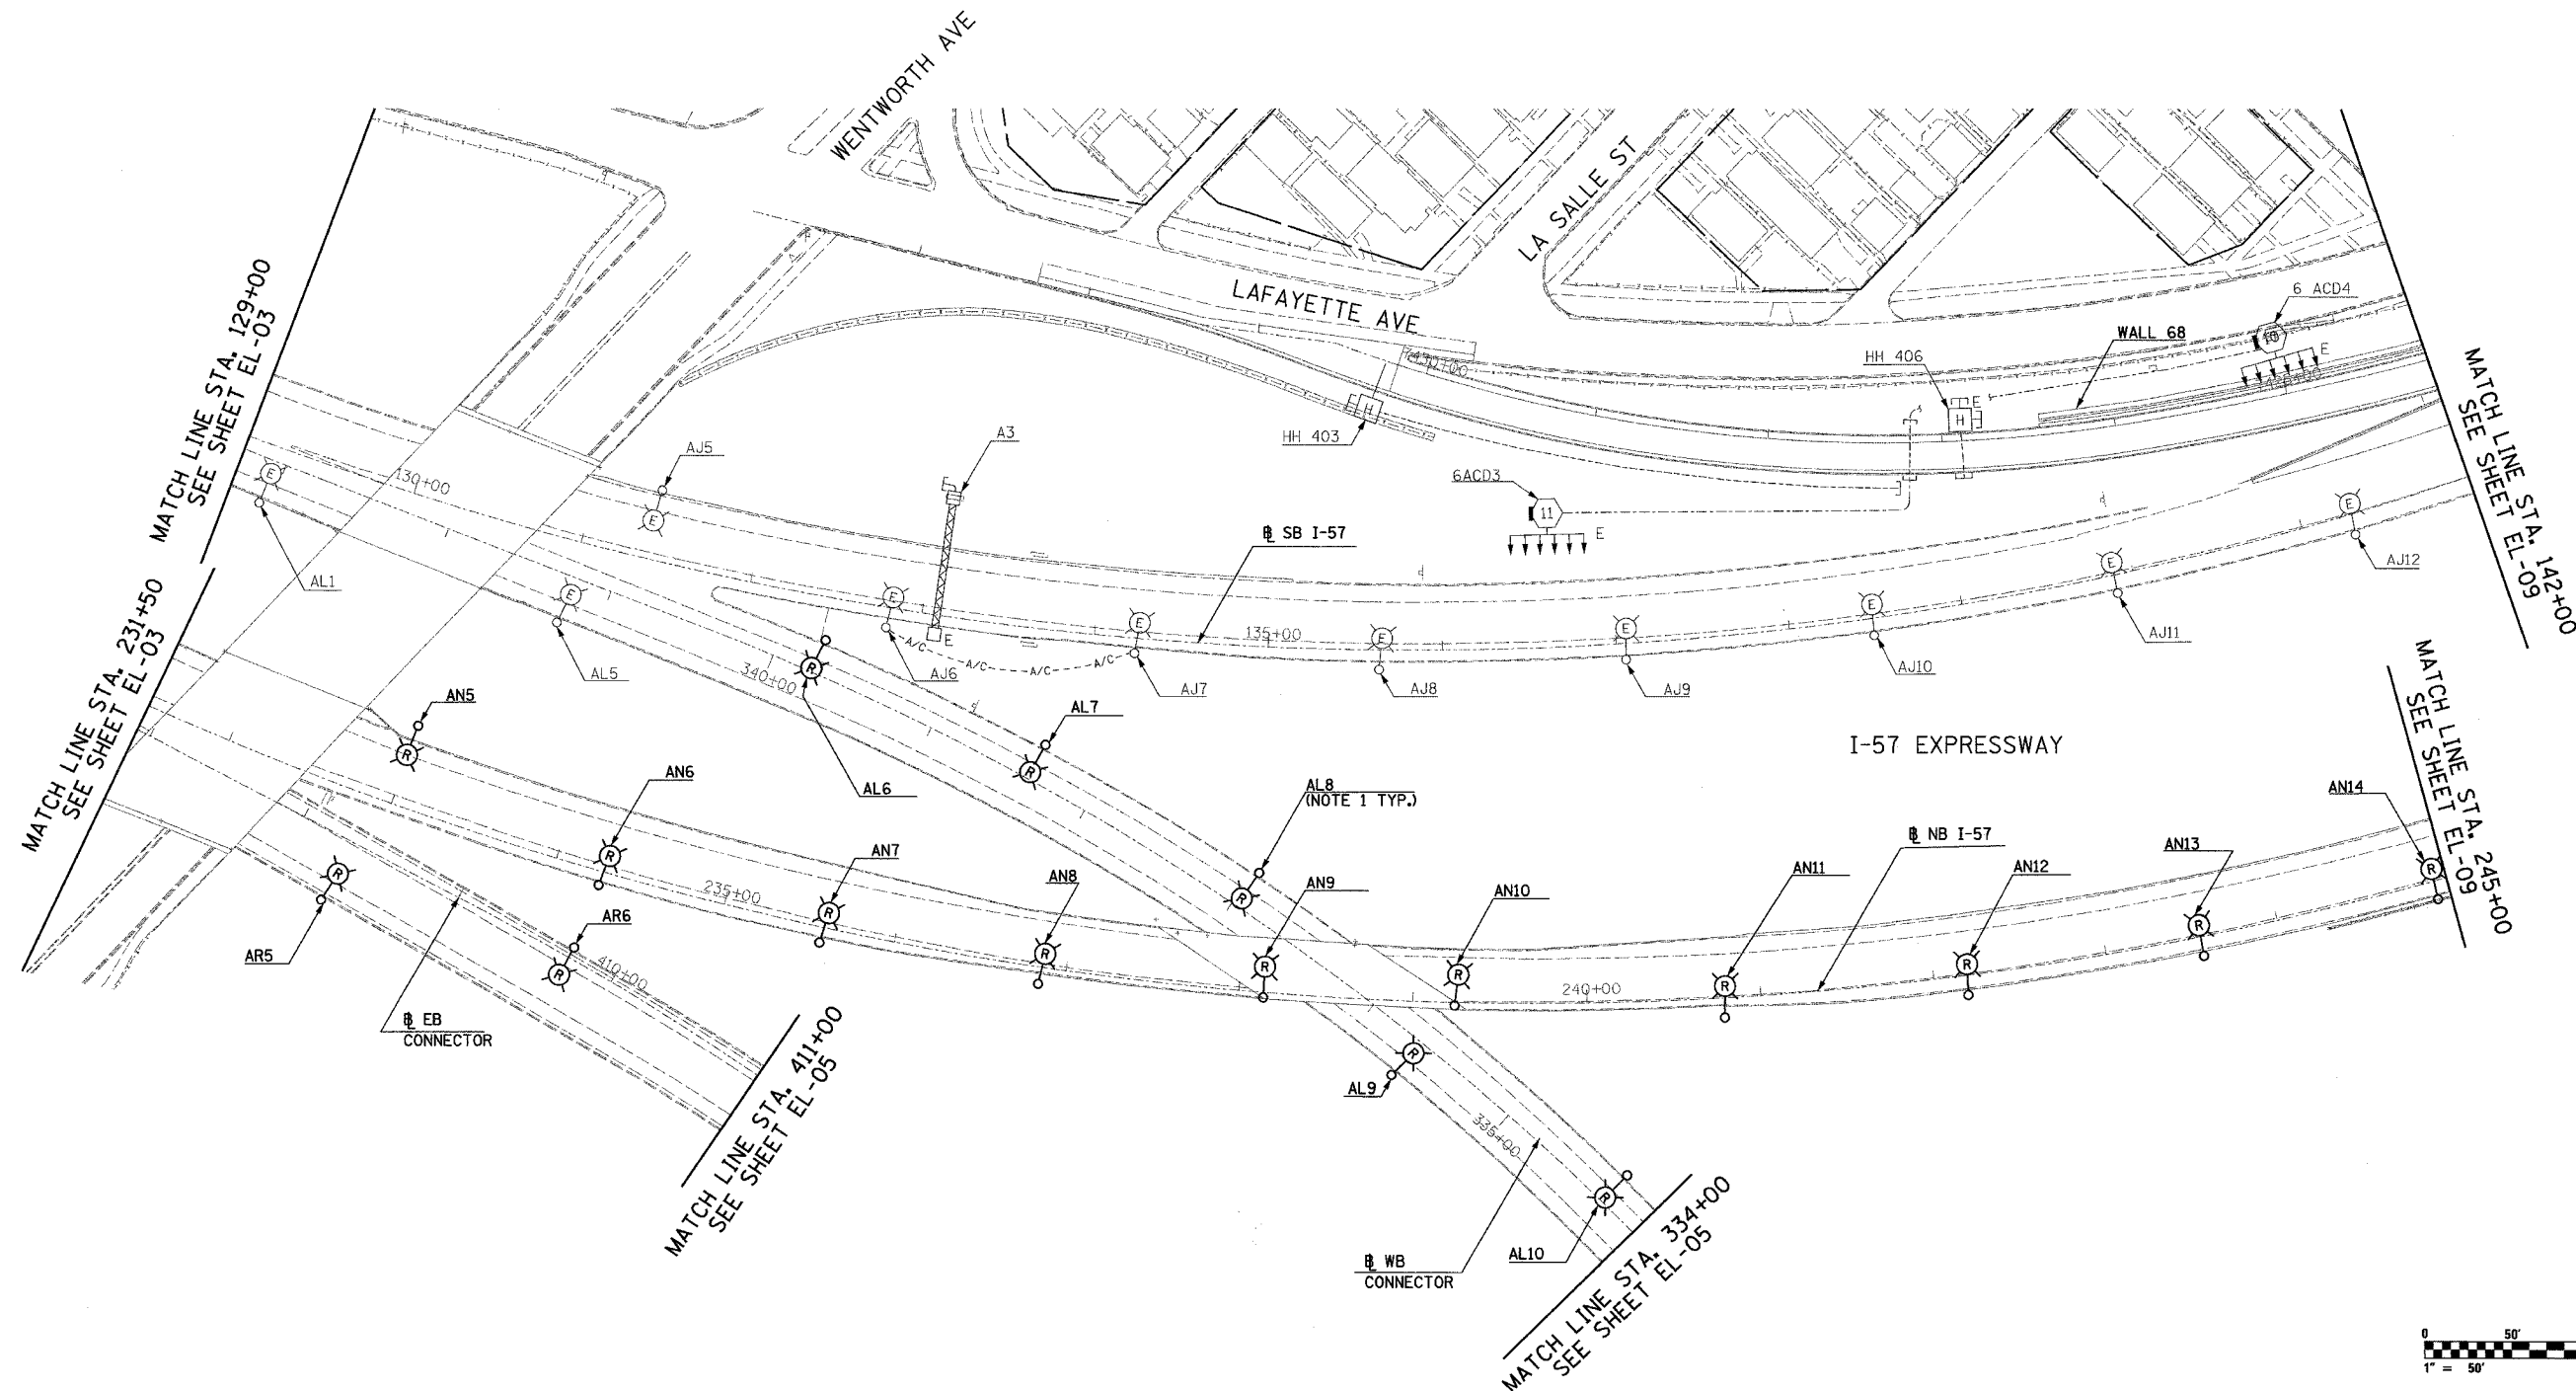 WENTWORTH AVE
LA SALLE ST
LAFAYETTE AVE
MATCH LINE STA. 129+00
SEE SHEET EL-03
MATCH LINE STA. 231+50
SEE SHEET EL-03
MATCH LINE STA. 142+00
SEE SHEET EL-09
MATCH LINE STA. 245+00
SEE SHEET EL-09
6 ACD4
10
E
WALL 68
HH 406
H
E
HH 403
E
H
A3
E
AJ5
E
130+00
E
AL1
6ACD3
11
E
℄ SB I-57
E
AJ12
E
AJ11
E
AJ10
E
AJ9
E
AJ8
135+00
E
AJ7
E
AJ6
A/C
A/C
A/C
A/C
E
AL5
340+00
AN5
R
R
AL6
AL7
R
I-57 EXPRESSWAY
AN6
R
AL8
(NOTE 1 TYP.)
R
AN14
R
℄ NB I-57
AN13
R
AN12
R
AN11
R
AN10
R
AN9
R
AN8
R
AN7
R
235+00
240+00
R
AR5
AR6
R
410+00
℄ EB
CONNECTOR
MATCH LINE STA. 411+00
SEE SHEET EL-05
R
AL9
335+00
R
AL10
℄ WB
CONNECTOR
MATCH LINE STA. 334+00
SEE SHEET EL-05
0 50'
1" = 50'